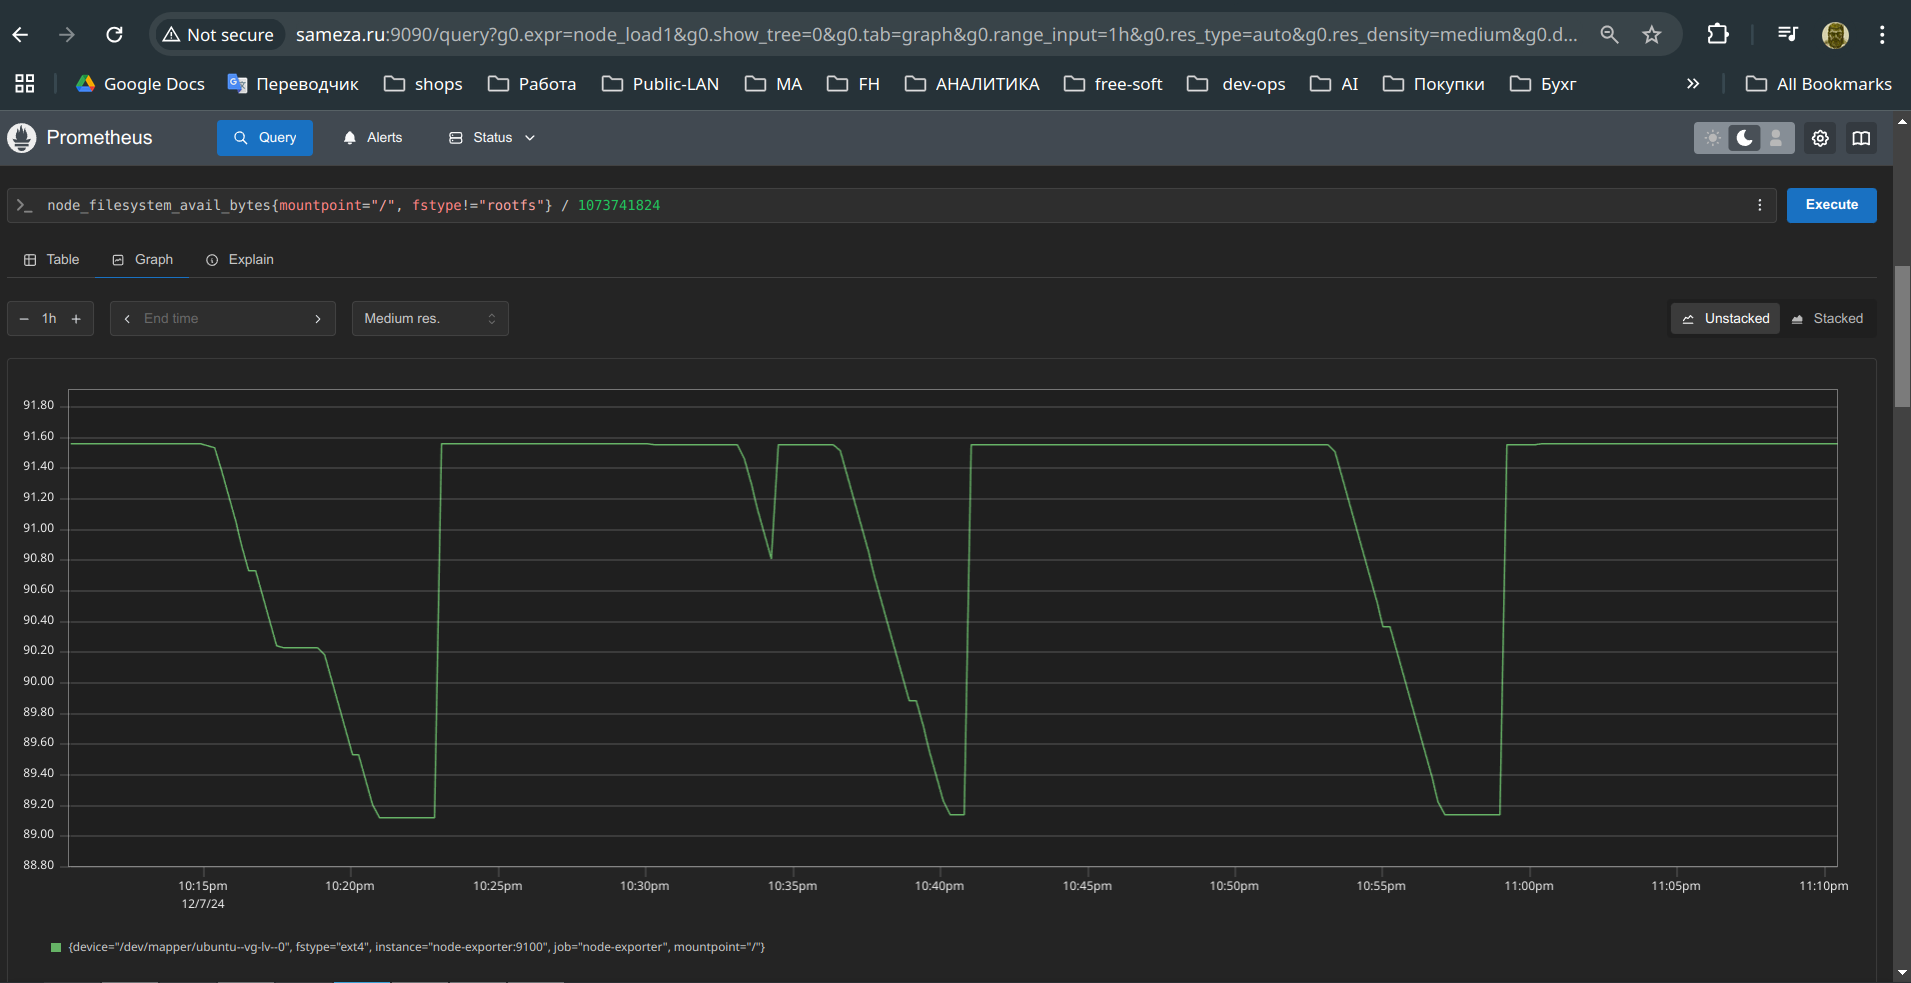 Not secure sameza.ru:9090/query?g0.expr=node_load1&g0.show_tree=0&g0.tab=graph&g0.range_input=1h&g0.res_type=auto&g0.res_density=medium&g0.d...
Google Docs Переводчик shops Работа Public-LAN MA FH АНАЛИТИКА free-soft dev-ops AI Покупки Бухг » All Bookmarks
Prometheus Query Alerts Status
>_ node_filesystem_avail_bytes{mountpoint="/", fstype!="rootfs"} / 1073741824 Execute
Table Graph Explain
− 1h + < End time > Medium res. Unstacked Stacked
91.80
91.60
91.40
91.20
91.00
90.80
90.60
90.40
90.20
90.00
89.80
89.60
89.40
89.20
89.00
88.80
10:15pm 10:20pm 10:25pm 10:30pm 10:35pm 10:40pm 10:45pm 10:50pm 10:55pm 11:00pm 11:05pm 11:10pm
12/7/24
{device="/dev/mapper/ubuntu--vg-lv--0", fstype="ext4", instance="node-exporter:9100", job="node-exporter", mountpoint="/"}